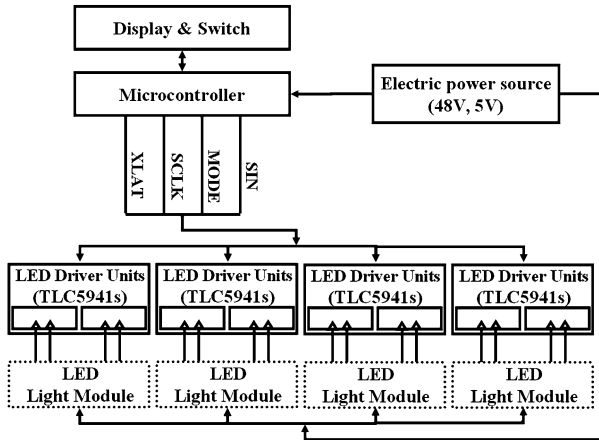 Display & Switch
Microcontroller
Electric power source
(48V, 5V)
XLAT
SCLK
MODE
SIN
LED Driver Units
(TLC5941s)
LED Driver Units
(TLC5941s)
LED Driver Units
(TLC5941s)
LED Driver Units
(TLC5941s)
LED
Light Module
LED
Light Module
LED
Light Module
LED
Light Module